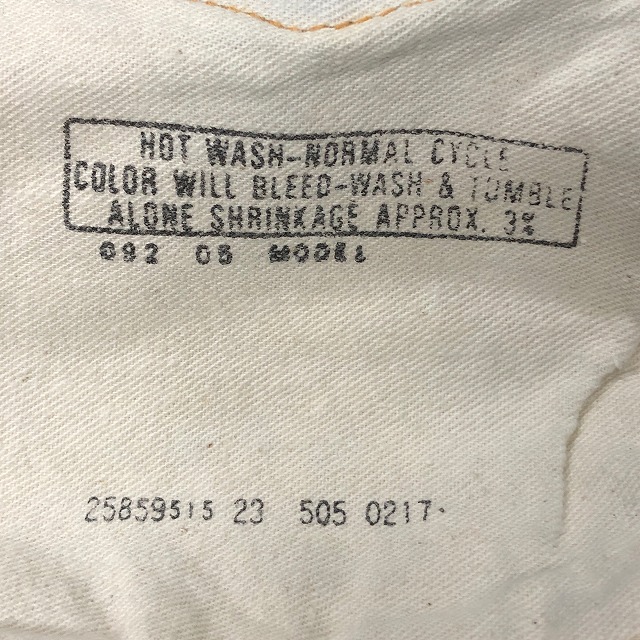 HOT WASH-NORMAL CYCLE
COLOR WILL BLEED-WASH & TUMBLE
ALONE SHRINKAGE APPROX. 3%
092 08 MODEL
25859515 23 505 0217